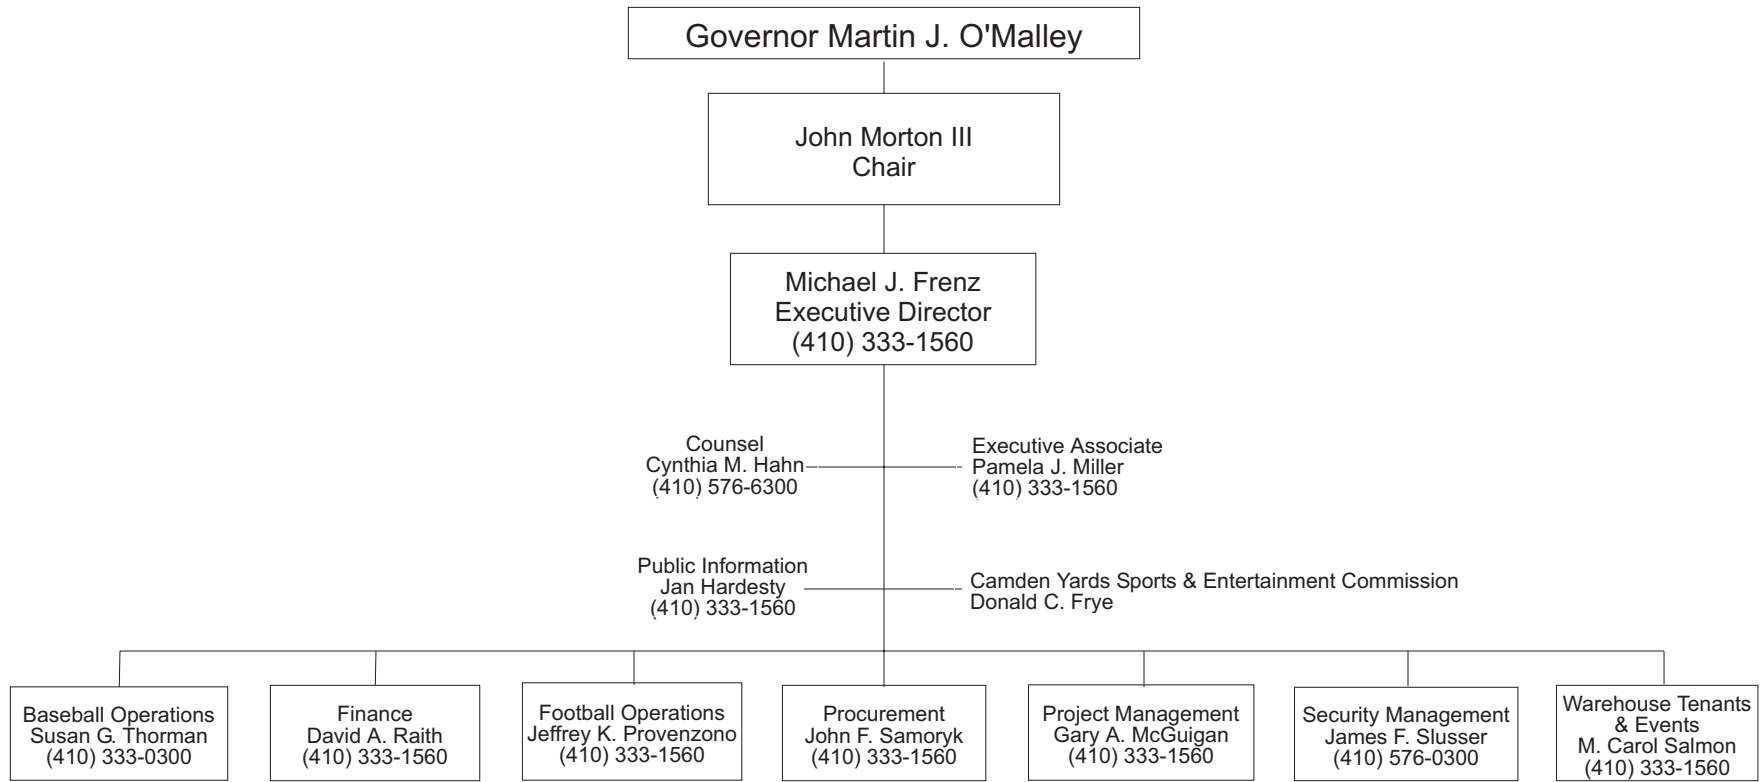 Governor Martin J. O'Malley
John Morton III
Chair
Michael J. Frenz
Executive Director
(410) 333-1560
Counsel
Cynthia M. Hahn
(410) 576-6300
Executive Associate
Pamela J. Miller
(410) 333-1560
Public Information
Jan Hardesty
(410) 333-1560
Camden Yards Sports & Entertainment Commission
Donald C. Frye
Baseball Operations
Susan G. Thorman
(410) 333-0300
Finance
David A. Raith
(410) 333-1560
Football Operations
Jeffrey K. Provenzono
(410) 333-1560
Procurement
John F. Samoryk
(410) 333-1560
Project Management
Gary A. McGuigan
(410) 333-1560
Security Management
James F. Slusser
(410) 576-0300
Warehouse Tenants
& Events
M. Carol Salmon
(410) 333-1560